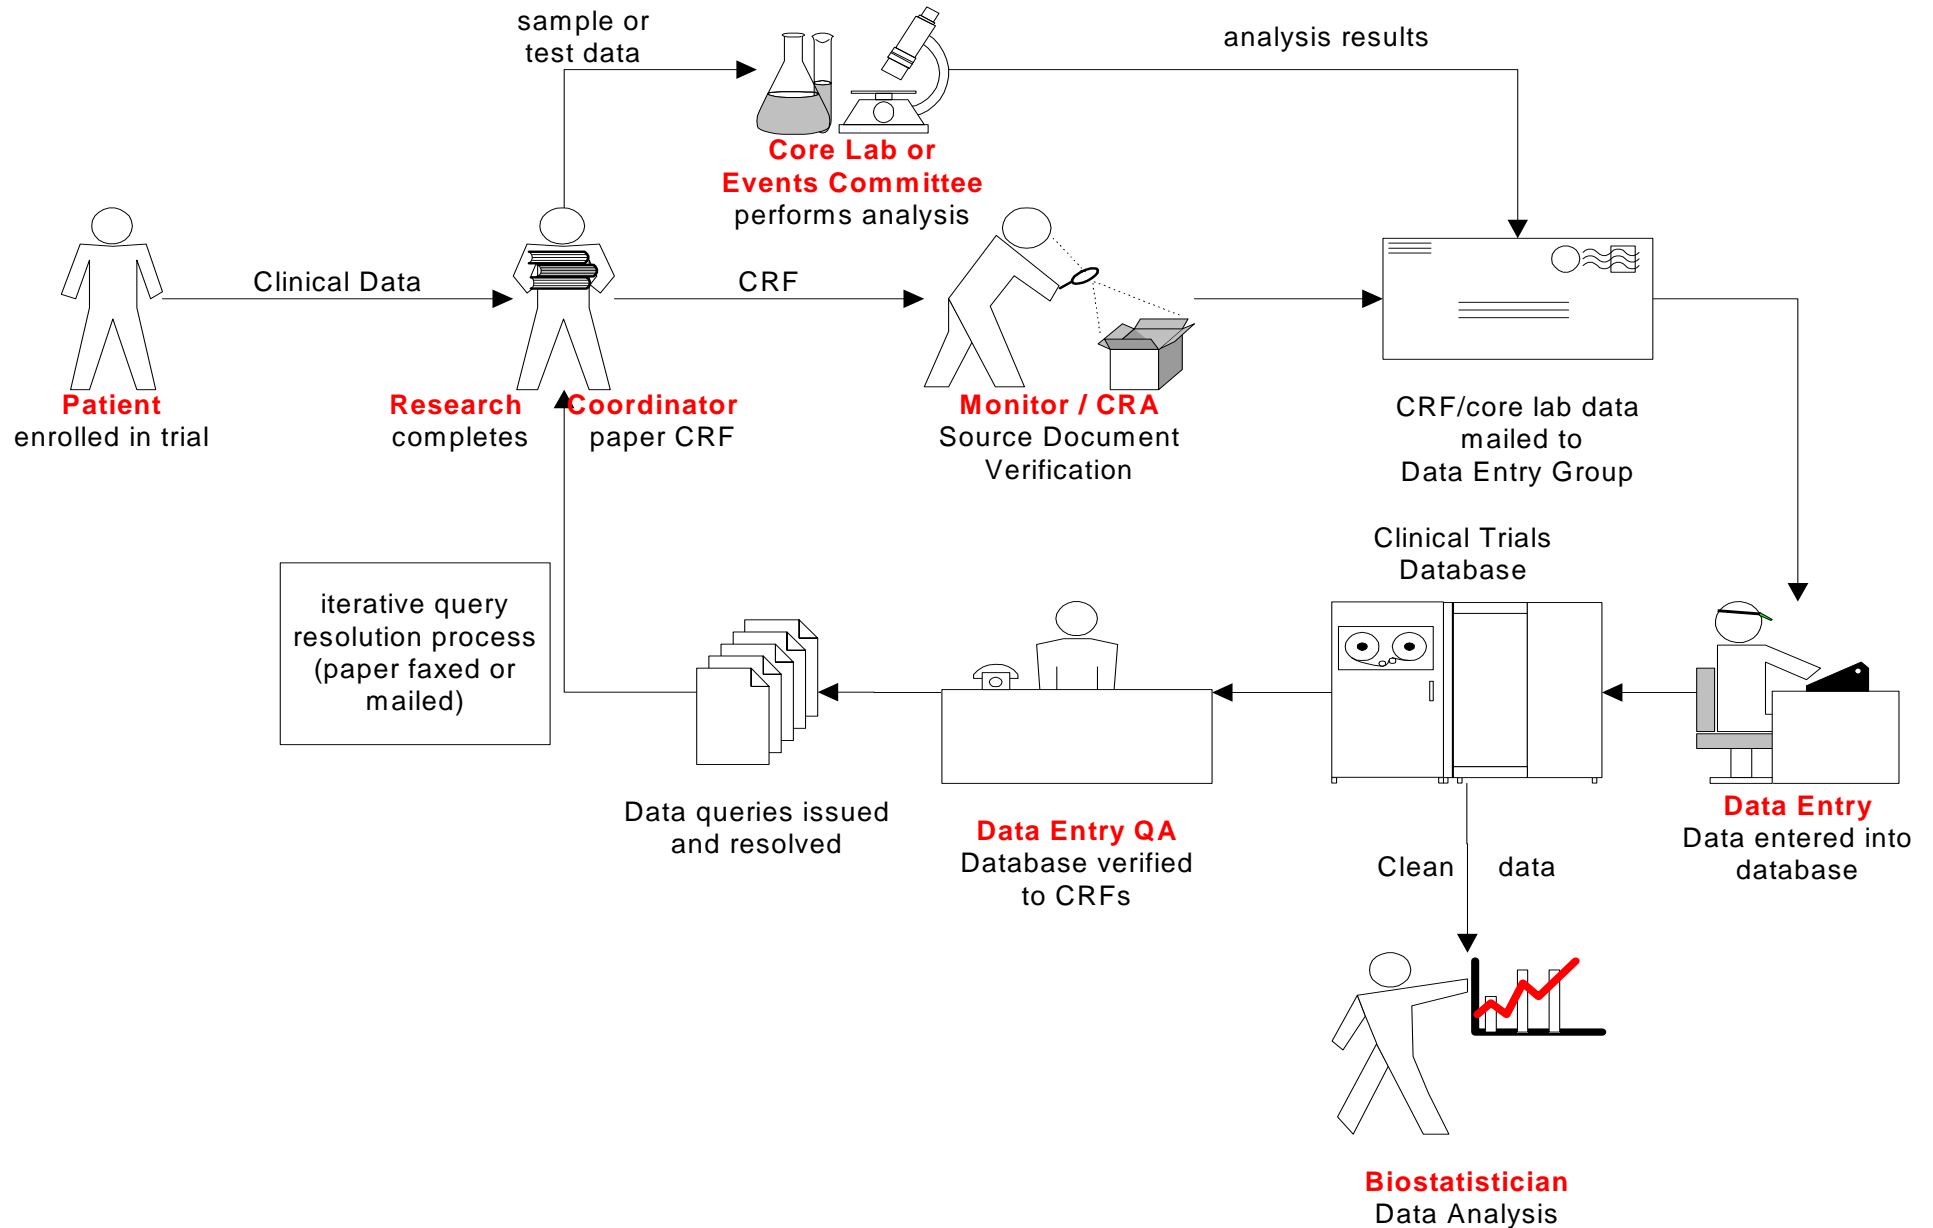 sample or
test data
analysis results
Core Lab or
Events Committee
performs analysis
Clinical Data
CRF
Patient
enrolled in trial
Research Coordinator
completes paper CRF
Monitor / CRA
Source Document
Verification
CRF/core lab data
mailed to
Data Entry Group
Clinical Trials
Database
iterative query
resolution process
(paper faxed or
mailed)
Data queries issued
and resolved
Data Entry QA
Database verified
to CRFs
Clean data
Data Entry
Data entered into
database
Biostatistician
Data Analysis